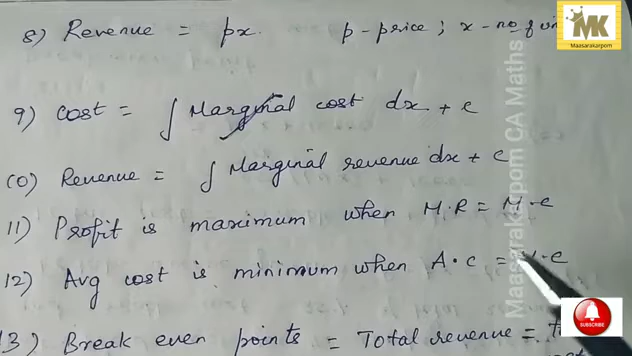 8) Revenue = px. p - price ; x - no of un
9) Cost = ∫ Marginal cost dx + c
10) Revenue = ∫ Marginal revenue dx + c
11) Profit is maximum when M.R = M.C
12) Avg cost is minimum when A.C = M.C
13) Break even points = Total revenue =
MK
Maasarakarpom
Maasarakarpom CA Maths
SUBSCRIBE